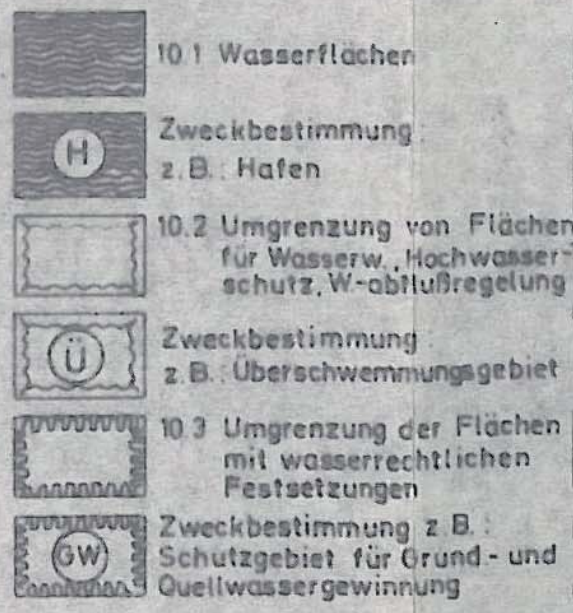 10.1 Wasserflächen
H
Zweckbestimmung:
z.B.: Hafen
10.2 Umgrenzung von Flächen
für Wasserw., Hochwasser-
schutz, W.-abflußregelung
Ü
Zweckbestimmung:
z.B.: Überschwemmungsgebiet
10.3 Umgrenzung der Flächen
mit wasserrechtlichen
Festsetzungen
GW
Zweckbestimmung z.B.:
Schutzgebiet für Grund- und
Quellwassergewinnung